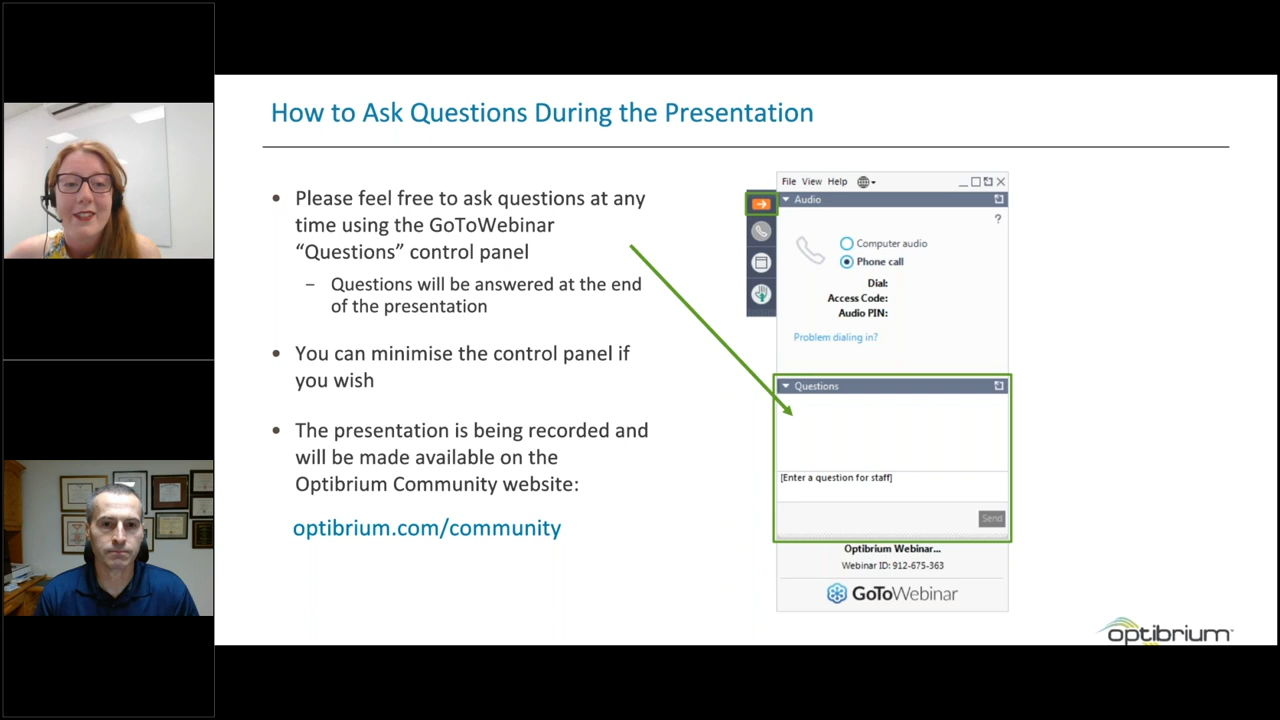 How to Ask Questions During the Presentation
• Please feel free to ask questions at any
time using the GoToWebinar
“Questions” control panel
– Questions will be answered at the end
of the presentation
• You can minimise the control panel if
you wish
• The presentation is being recorded and
will be made available on the
Optibrium Community website:
optibrium.com/community
File View Help
Audio
?
Computer audio
Phone call
Dial:
Access Code:
Audio PIN:
Problem dialing in?
Questions
[Enter a question for staff]
Send
Optibrium Webinar...
Webinar ID: 912-675-363
GoToWebinar
optibrium™